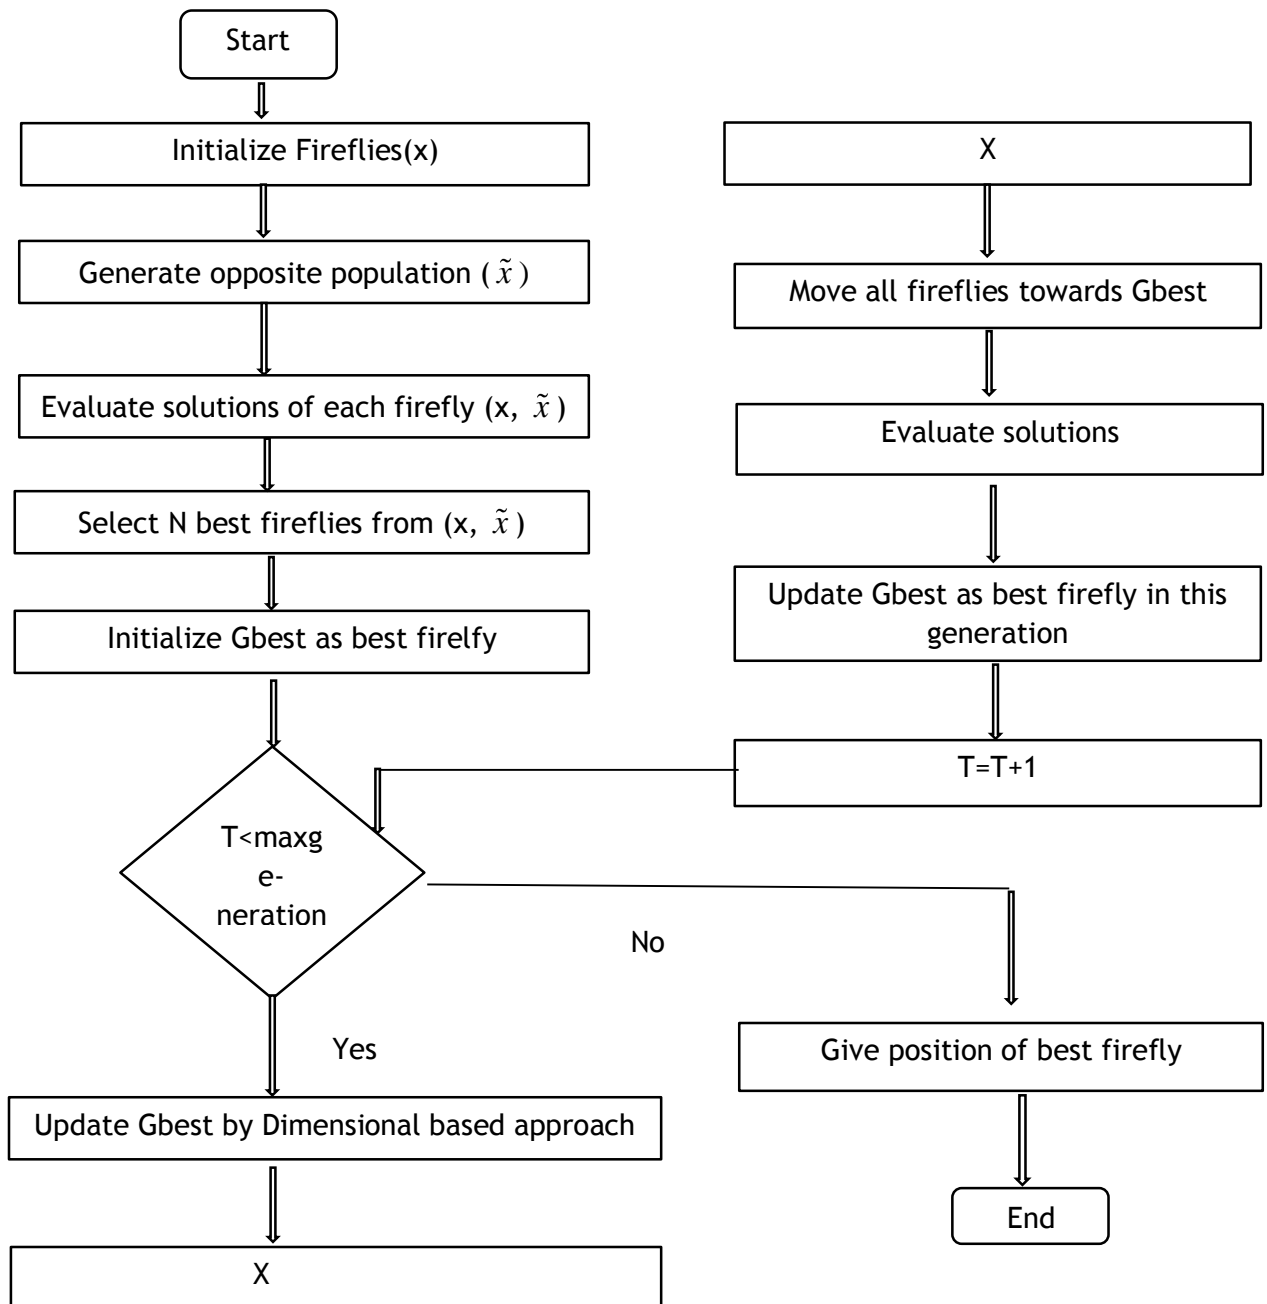 Start
Initialize Fireflies(x)
Generate opposite population ( x̃ )
Evaluate solutions of each firefly (x, x̃ )
Select N best fireflies from (x, x̃ )
Initialize Gbest as best firelfy
T<maxg
e-
neration
Yes
No
Update Gbest by Dimensional based approach
X
X
Move all fireflies towards Gbest
Evaluate solutions
Update Gbest as best firefly in this
generation
T=T+1
Give position of best firefly
End